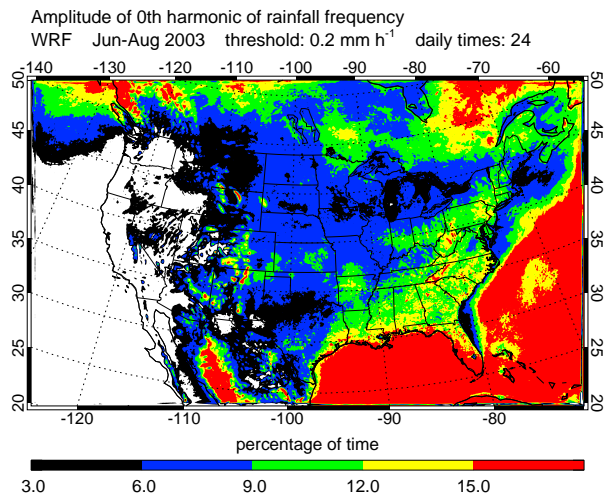 Amplitude of 0th harmonic of rainfall frequency
WRF Jun-Aug 2003 threshold: 0.2 mm h-1 daily times: 24
-140 -130 -120 -110 -100 -90 -80 -70 -60
50 50
45 45
40 40
35 35
30 30
25 25
20 20
-120 -110 -100 -90 -80
percentage of time
3.0 6.0 9.0 12.0 15.0